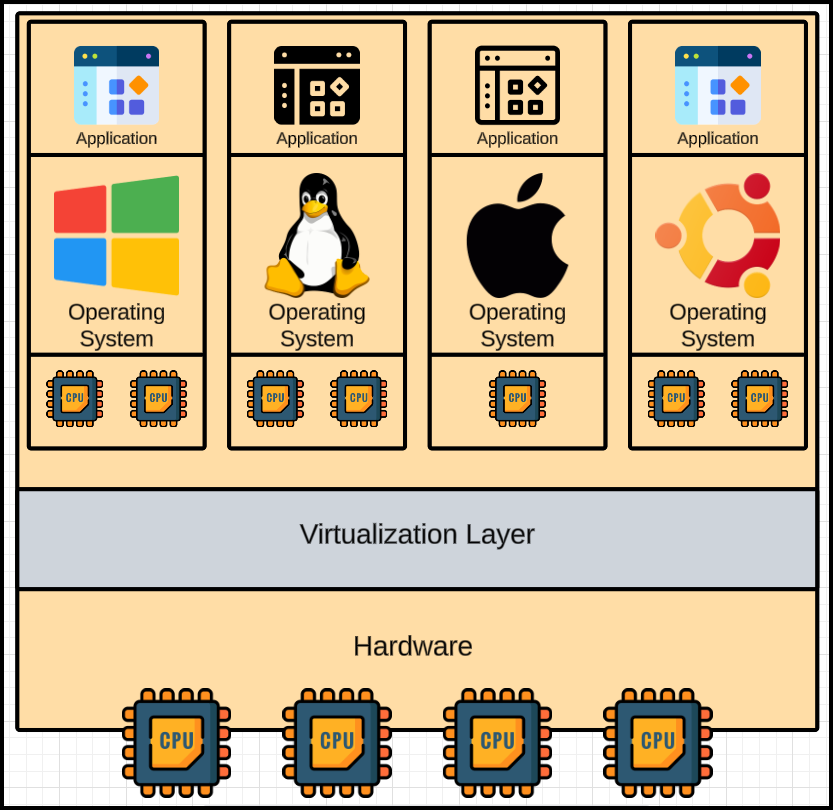 Application
Application
Application
Application
Operating
System
Operating
System
Operating
System
Operating
System
CPU
CPU
CPU
CPU
CPU
CPU
CPU
Virtualization Layer
Hardware
CPU
CPU
CPU
CPU